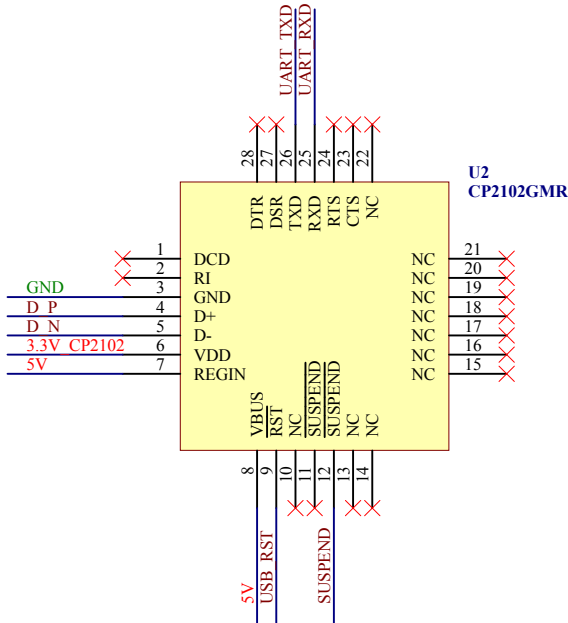 UART_TXD
UART_RXD
28
27
26
25
24
23
22
U2
CP2102GMR
DTR
DSR
TXD
RXD
RTS
CTS
NC
1 DCD
2 RI
GND 3 GND
D_P 4 D+
D_N 5 D-
3.3V_CP2102 6 VDD
5V 7 REGIN
NC 21
NC 20
NC 19
NC 18
NC 17
NC 16
NC 15
VBUS
RST
NC
SUSPEND
SUSPEND
NC
NC
8
9
10
11
12
13
14
5V
USB_RST
SUSPEND